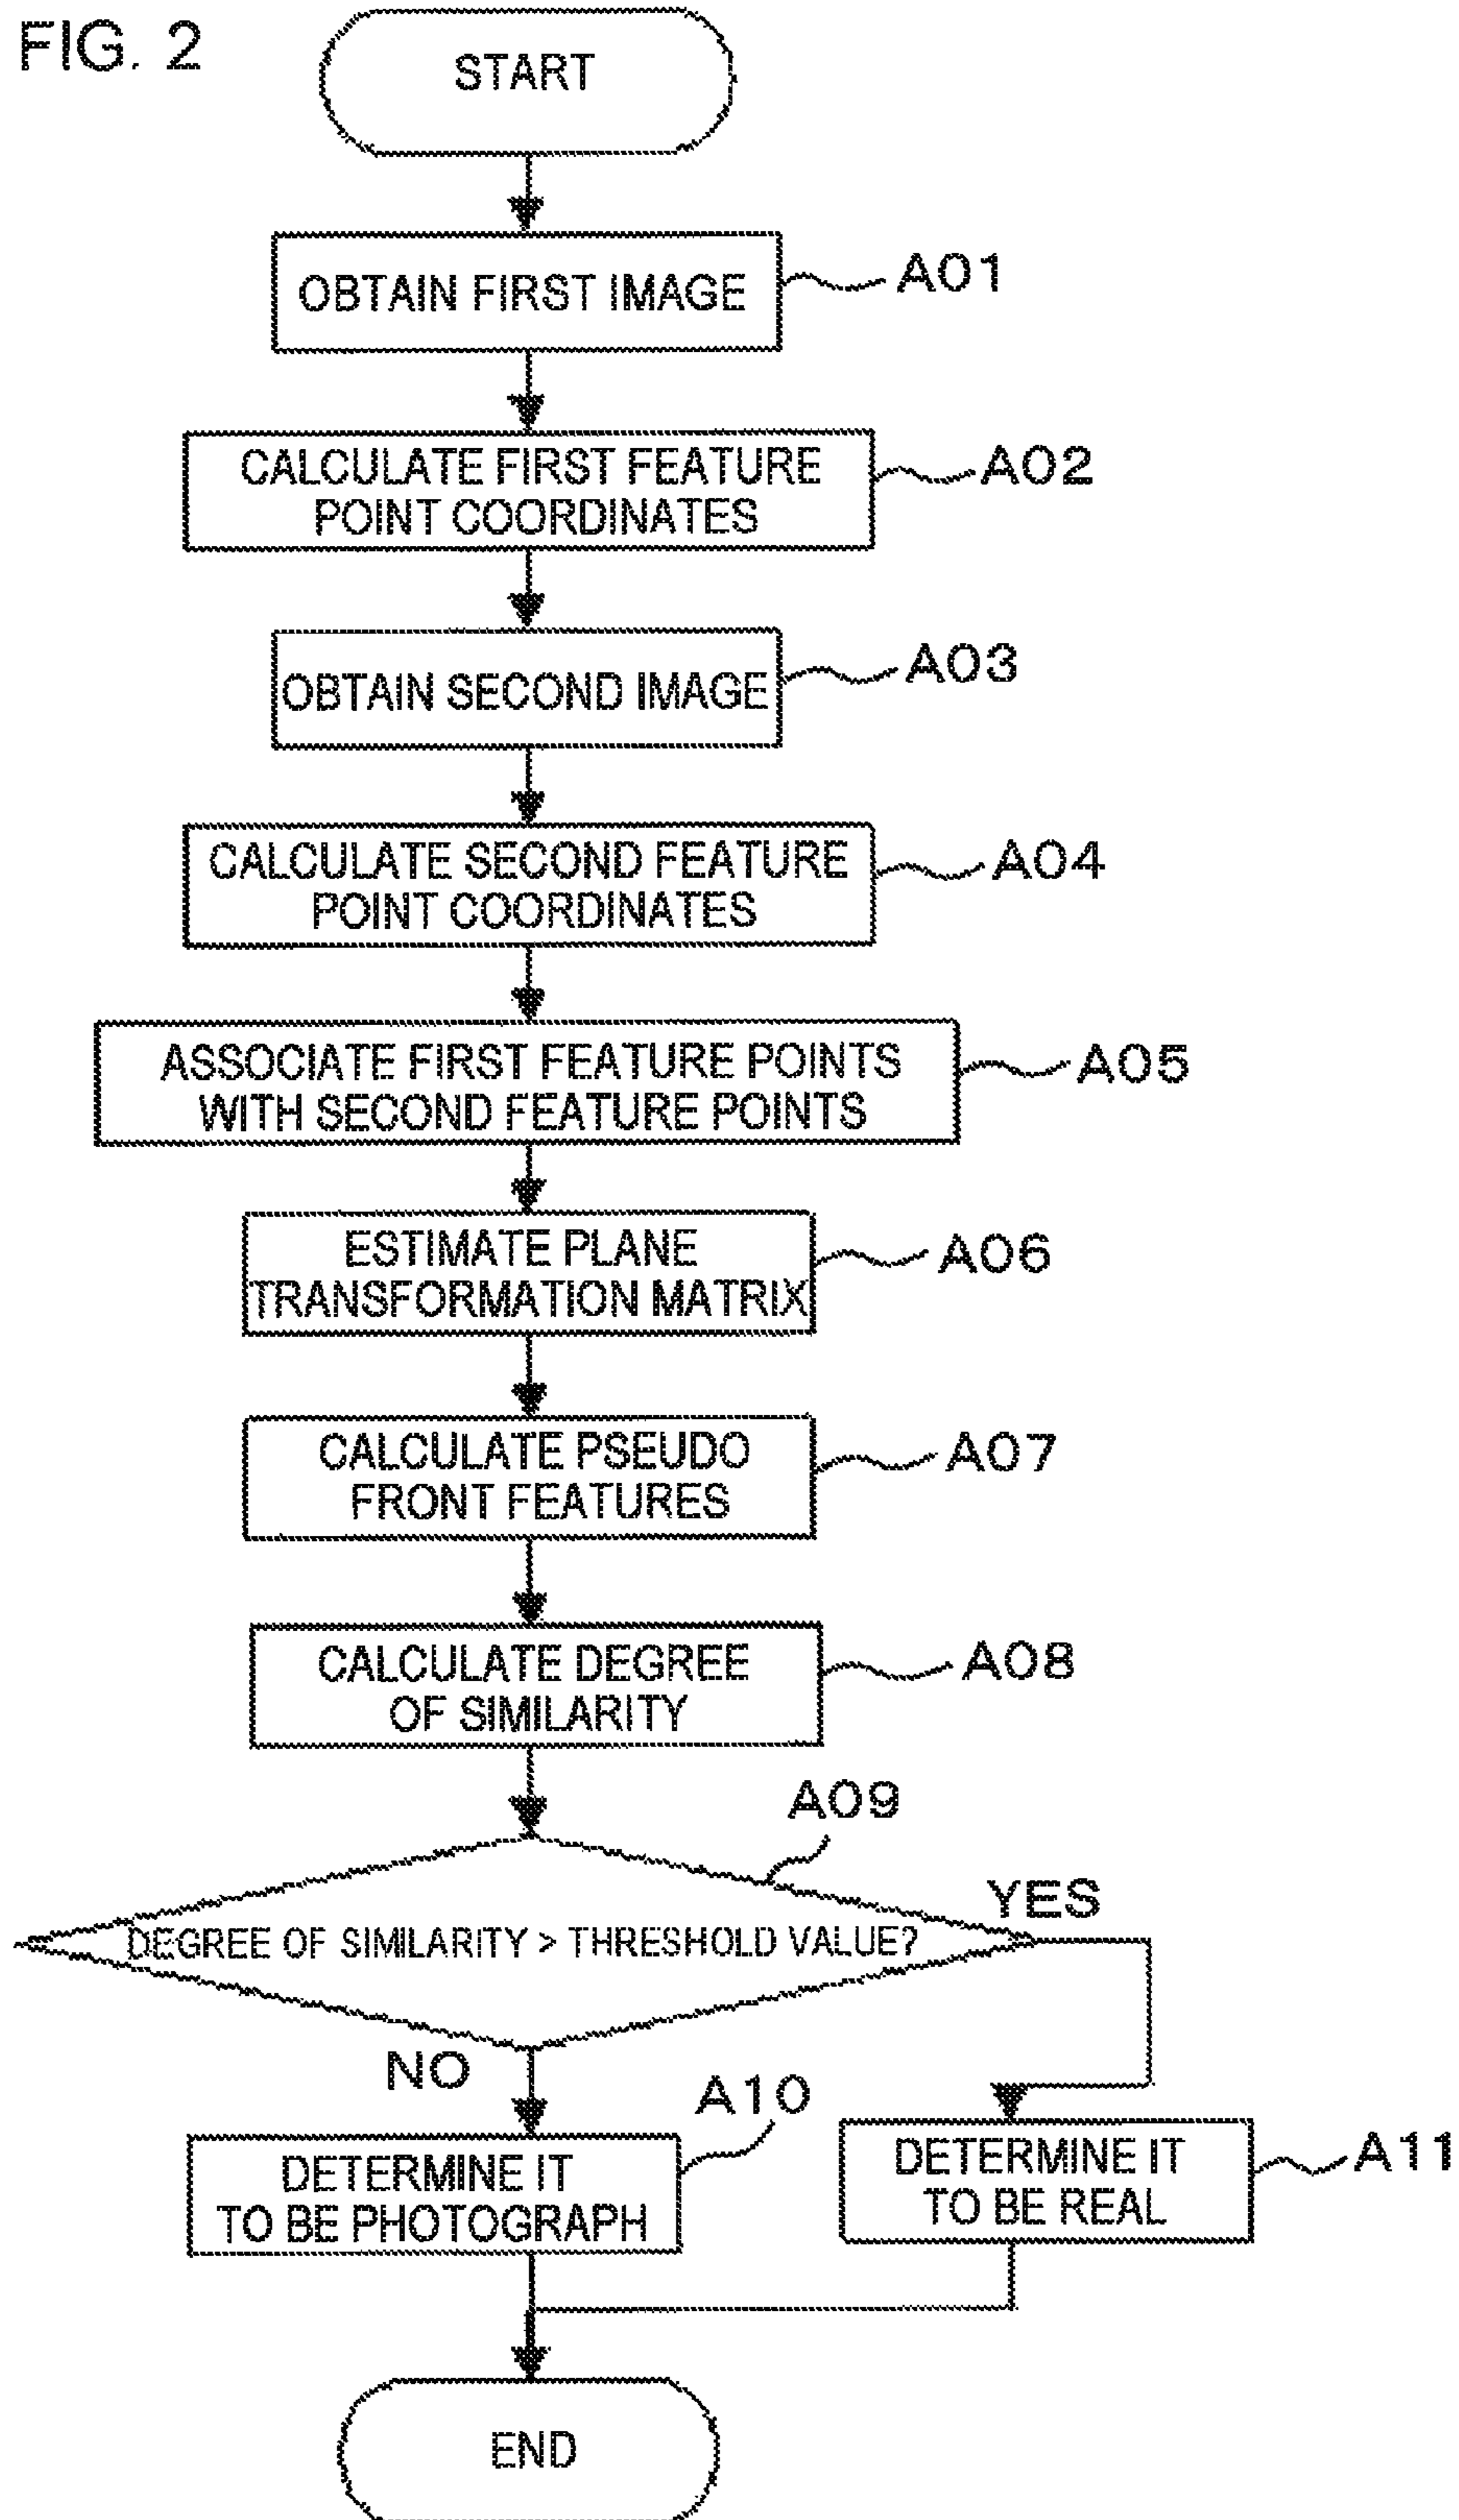 FIG. 2
START
OBTAIN FIRST IMAGE
A01
CALCULATE FIRST FEATURE
POINT COORDINATES
A02
OBTAIN SECOND IMAGE
A03
CALCULATE SECOND FEATURE
POINT COORDINATES
A04
ASSOCIATE FIRST FEATURE POINTS
WITH SECOND FEATURE POINTS
A05
ESTIMATE PLANE
TRANSFORMATION MATRIX
A06
CALCULATE PSEUDO
FRONT FEATURES
A07
CALCULATE DEGREE
OF SIMILARITY
A08
A09
DEGREE OF SIMILARITY > THRESHOLD VALUE?
YES
NO
DETERMINE IT
TO BE PHOTOGRAPH
A10
DETERMINE IT
TO BE REAL
A11
END